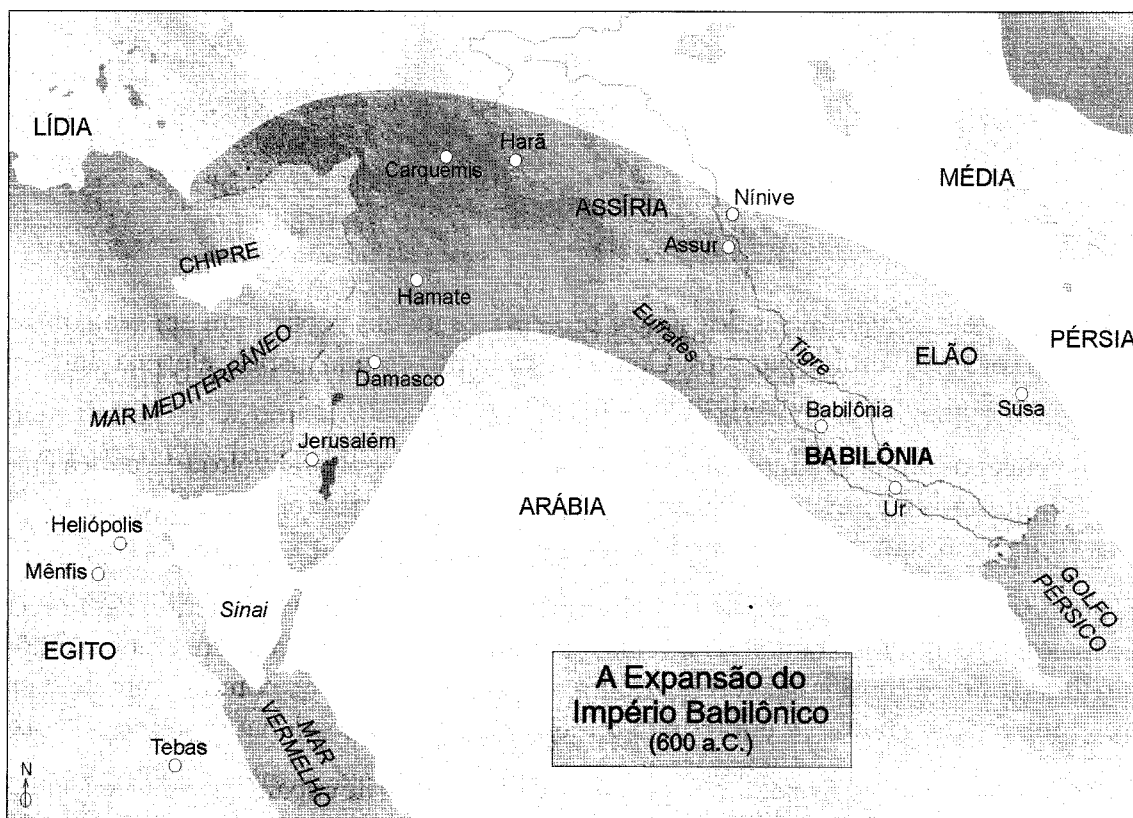 LÍDIA
Carquemis
Harã
MÉDIA
Nínive
ASSÍRIA
Assur
CHIPRE
Hamate
Eufrates
Tigre
MAR MEDITERRÂNEO
ELÃO
PÉRSIA
Damasco
Susa
Babilônia
BABILÔNIA
Jerusalém
Ur
ARÁBIA
Heliópolis
Mênfis
Sinai
GOLFO
PÉRSICO
EGITO
A Expansão do
Império Babilônico
(600 a.C.)
MAR
VERMELHO
Tebas
N